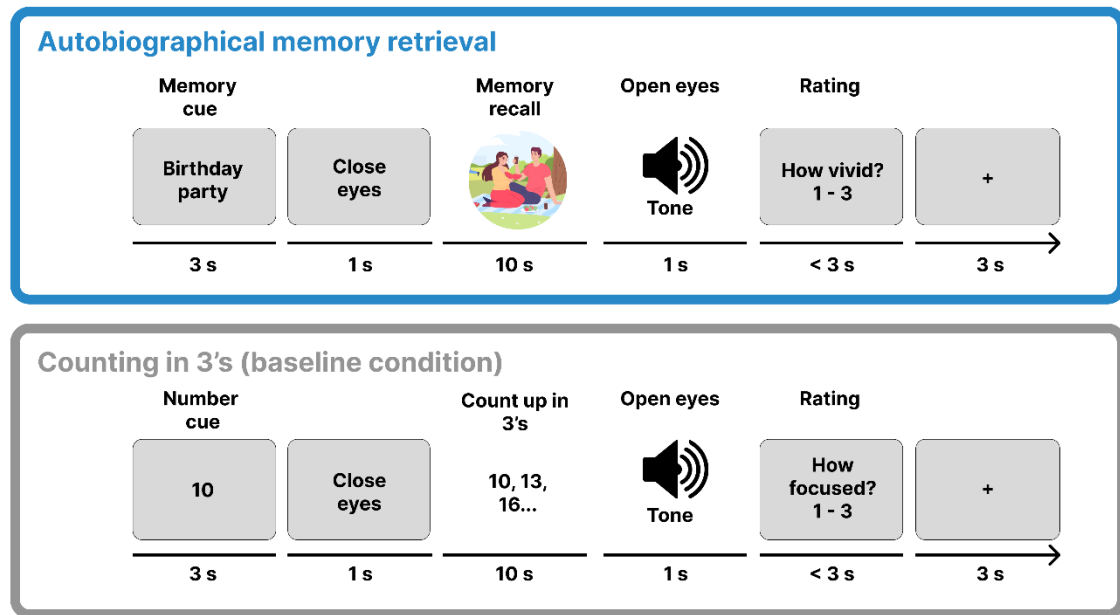 Autobiographical memory retrieval
Memory
cue
Memory
recall
Open eyes
Rating
Birthday
party
Close
eyes
Tone
How vivid?
1 - 3
+
3 s
1 s
10 s
1 s
< 3 s
3 s
Counting in 3’s (baseline condition)
Number
cue
Count up in
3’s
Open eyes
Rating
10
Close
eyes
10, 13,
16...
Tone
How
focused?
1 - 3
+
3 s
1 s
10 s
1 s
< 3 s
3 s